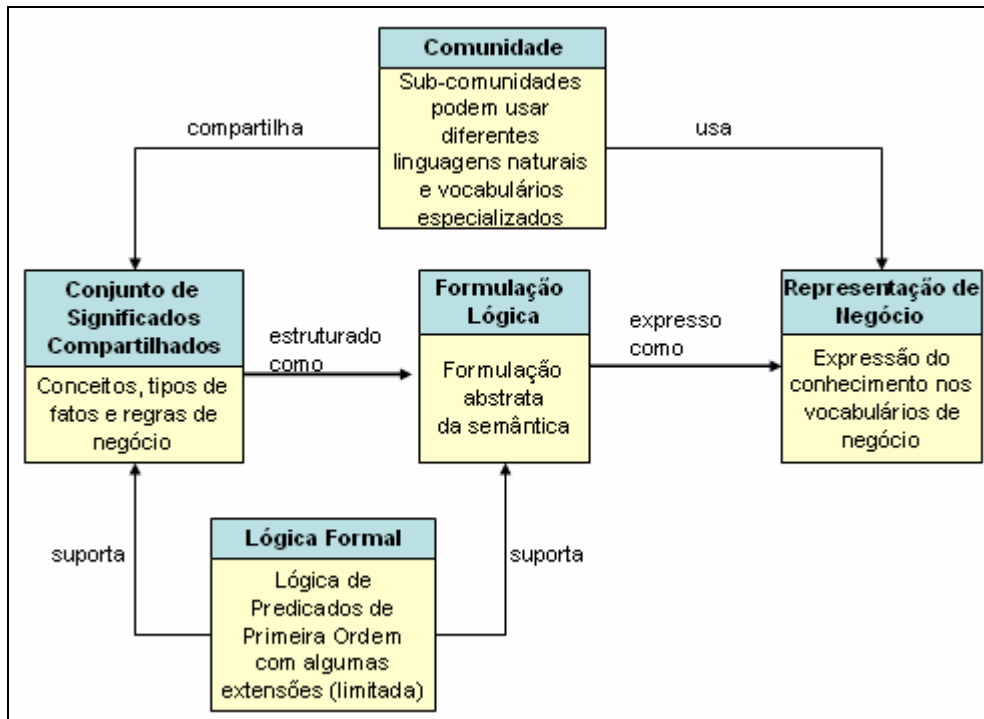 Comunidade
Sub-comunidades
podem usar
diferentes
linguagens naturais
e vocabulários
especializados
compartilha
usa
Conjunto de
Significados
Compartilhados
Conceitos, tipos de
fatos e regras de
negócio
estruturado
como
Formulação
Lógica
Formulação
abstrata
da semântica
expresso
como
Representação de
Negócio
Expressão do
conhecimento nos
vocabulários de
negócio
suporta
Lógica Formal
Lógica de
Predicados de
Primeira Ordem
com algumas
extensões (limitada)
suporta